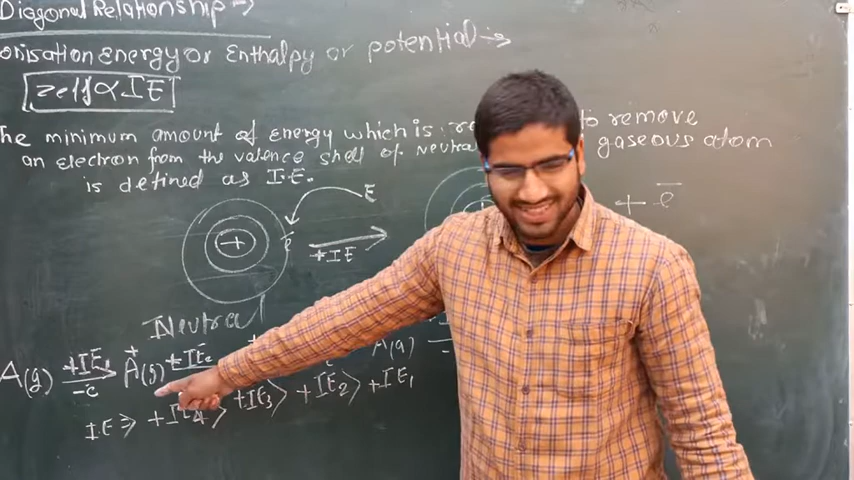 Diagonal Relationship →
onisation Energy or Enthalpy or potential →
Zeff ∝ IE
The minimum amount of energy which is to remove
an electron from the valence shell of gaseous atom
is defined as I.E.
E
+ ē
+ ē
+IE
Neutral
A(g) +IE₁ -ē A⁺(g) +IE₂ A(g)
IE ⇒ +IE₄ > +IE₃ > +IE₂ > +IE₁